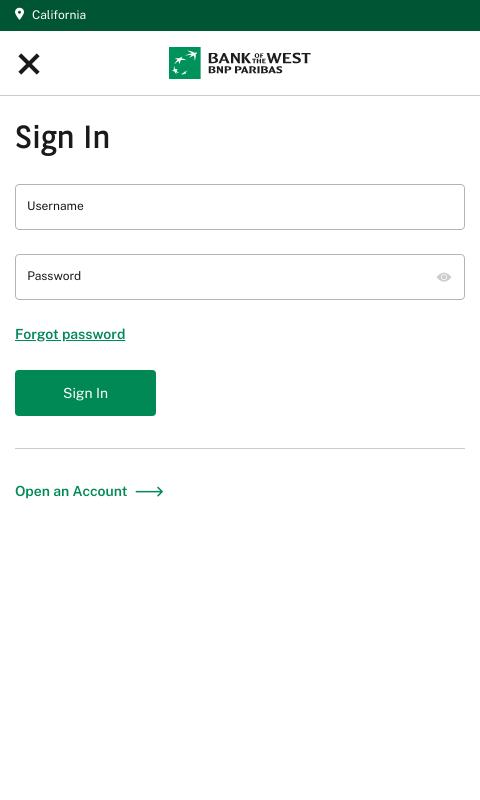 California
BANK OF THE WEST
BNP PARIBAS
Sign In
Username
Password
Forgot password
Sign In
Open an Account